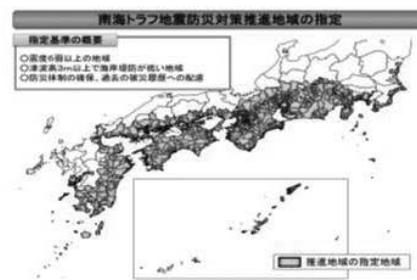 南海トラフ地震防災対策推進地域の指定
指定基準の概要
○震度6弱以上の地域
○津波高3m以上で海岸堤防が低い地域
○防災体制の確保、過去の被災履歴への配慮
推進地域の指定地域